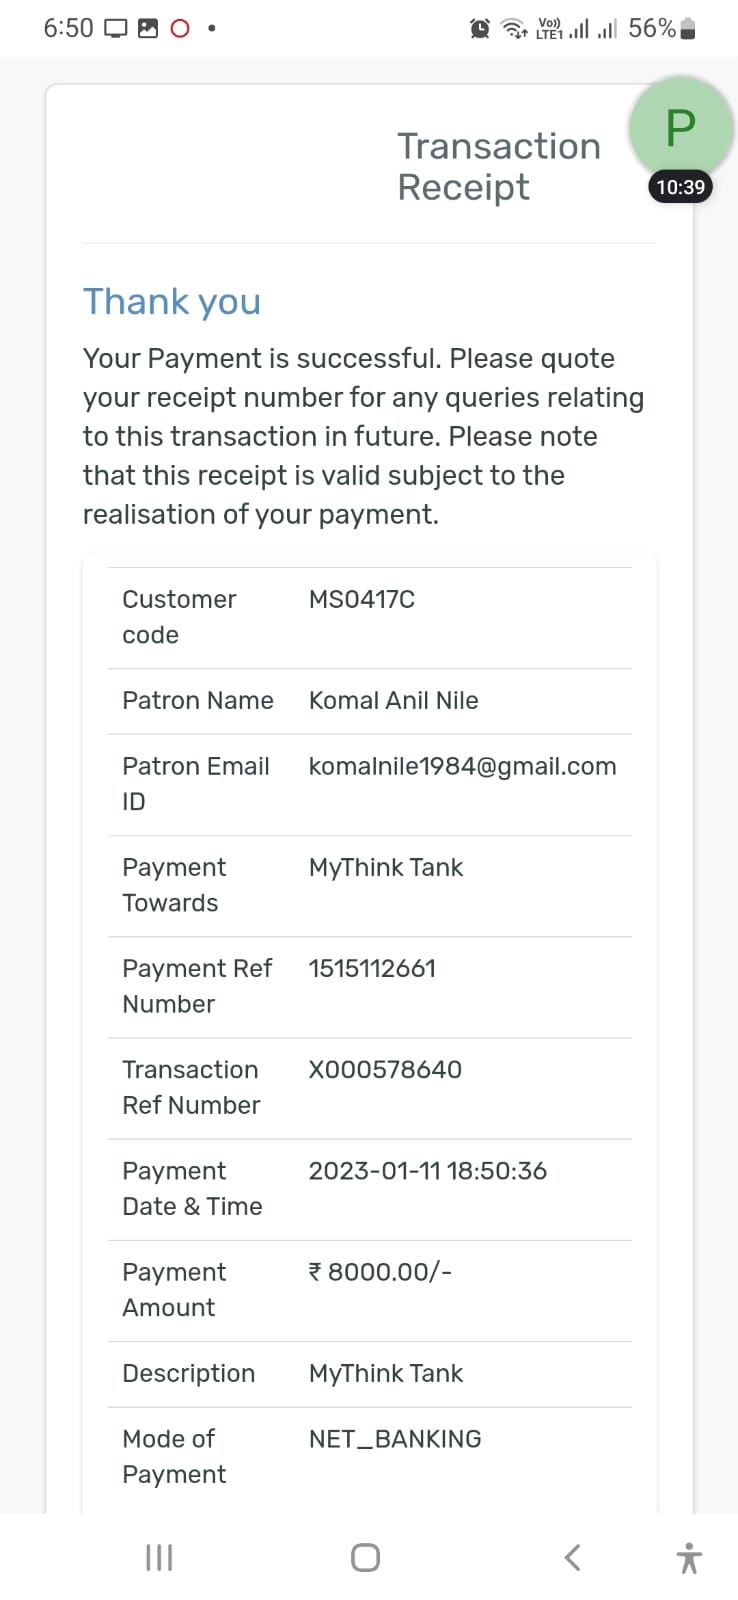 6:50 Vo)) LTE1 56%
P
10:39
Transaction
Receipt
Thank you
Your Payment is successful. Please quote
your receipt number for any queries relating
to this transaction in future. Please note
that this receipt is valid subject to the
realisation of your payment.
Customer MS0417C
code
Patron Name Komal Anil Nile
Patron Email komalnile1984@gmail.com
ID
Payment MyThink Tank
Towards
Payment Ref 1515112661
Number
Transaction X000578640
Ref Number
Payment 2023-01-11 18:50:36
Date & Time
Payment ₹ 8000.00/-
Amount
Description MyThink Tank
Mode of NET_BANKING
Payment